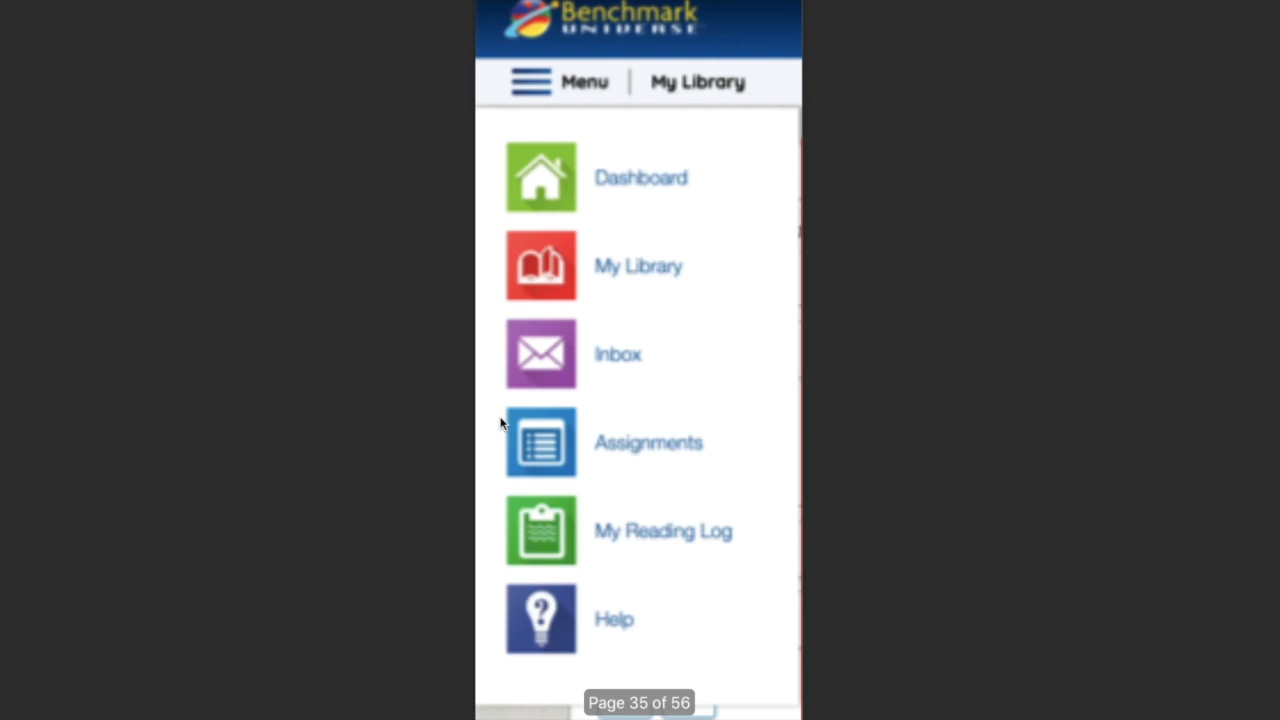 Benchmark
UNIVERSE
Menu | My Library
Dashboard
My Library
Inbox
Assignments
My Reading Log
Help
Page 35 of 56